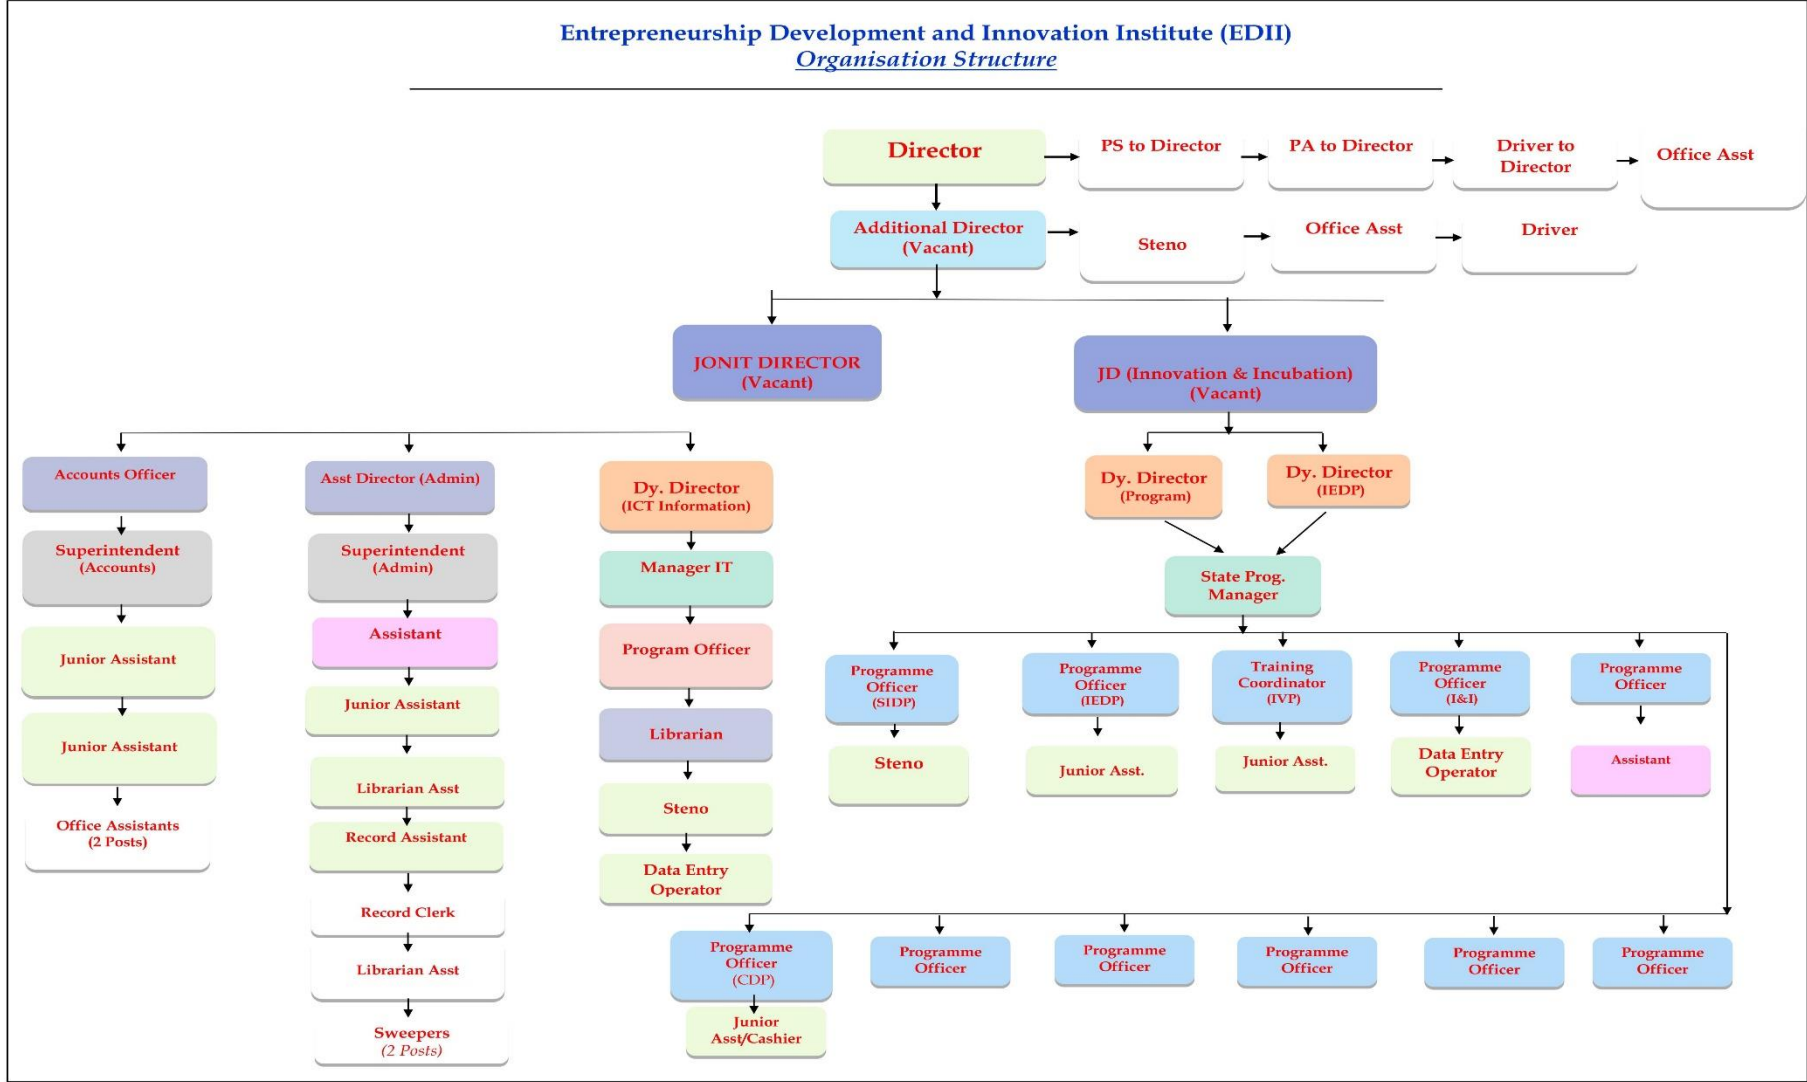 Entrepreneurship Development and Innovation Institute (EDII)
Organisation Structure
Director
PS to Director
PA to Director
Driver to
Director
Office Asst
Additional Director
(Vacant)
Steno
Office Asst
Driver
JONIT DIRECTOR
(Vacant)
JD (Innovation & Incubation)
(Vacant)
Accounts Officer
Asst Director (Admin)
Dy. Director
(ICT Information)
Dy. Director
(Program)
Dy. Director
(IEDP)
Superintendent
(Accounts)
Superintendent
(Admin)
Manager IT
State Prog.
Manager
Junior Assistant
Assistant
Program Officer
Programme
Officer
(SIDP)
Programme
Officer
(IEDP)
Training
Coordinator
(IVP)
Programme
Officer
(I&I)
Programme
Officer
Junior Assistant
Junior Assistant
Librarian
Steno
Junior Asst.
Junior Asst.
Data Entry
Operator
Assistant
Office Assistants
(2 Posts)
Librarian Asst
Steno
Record Assistant
Data Entry
Operator
Record Clerk
Librarian Asst
Sweepers
(2 Posts)
Programme
Officer
(CDP)
Programme
Officer
Programme
Officer
Programme
Officer
Programme
Officer
Programme
Officer
Junior
Asst/Cashier